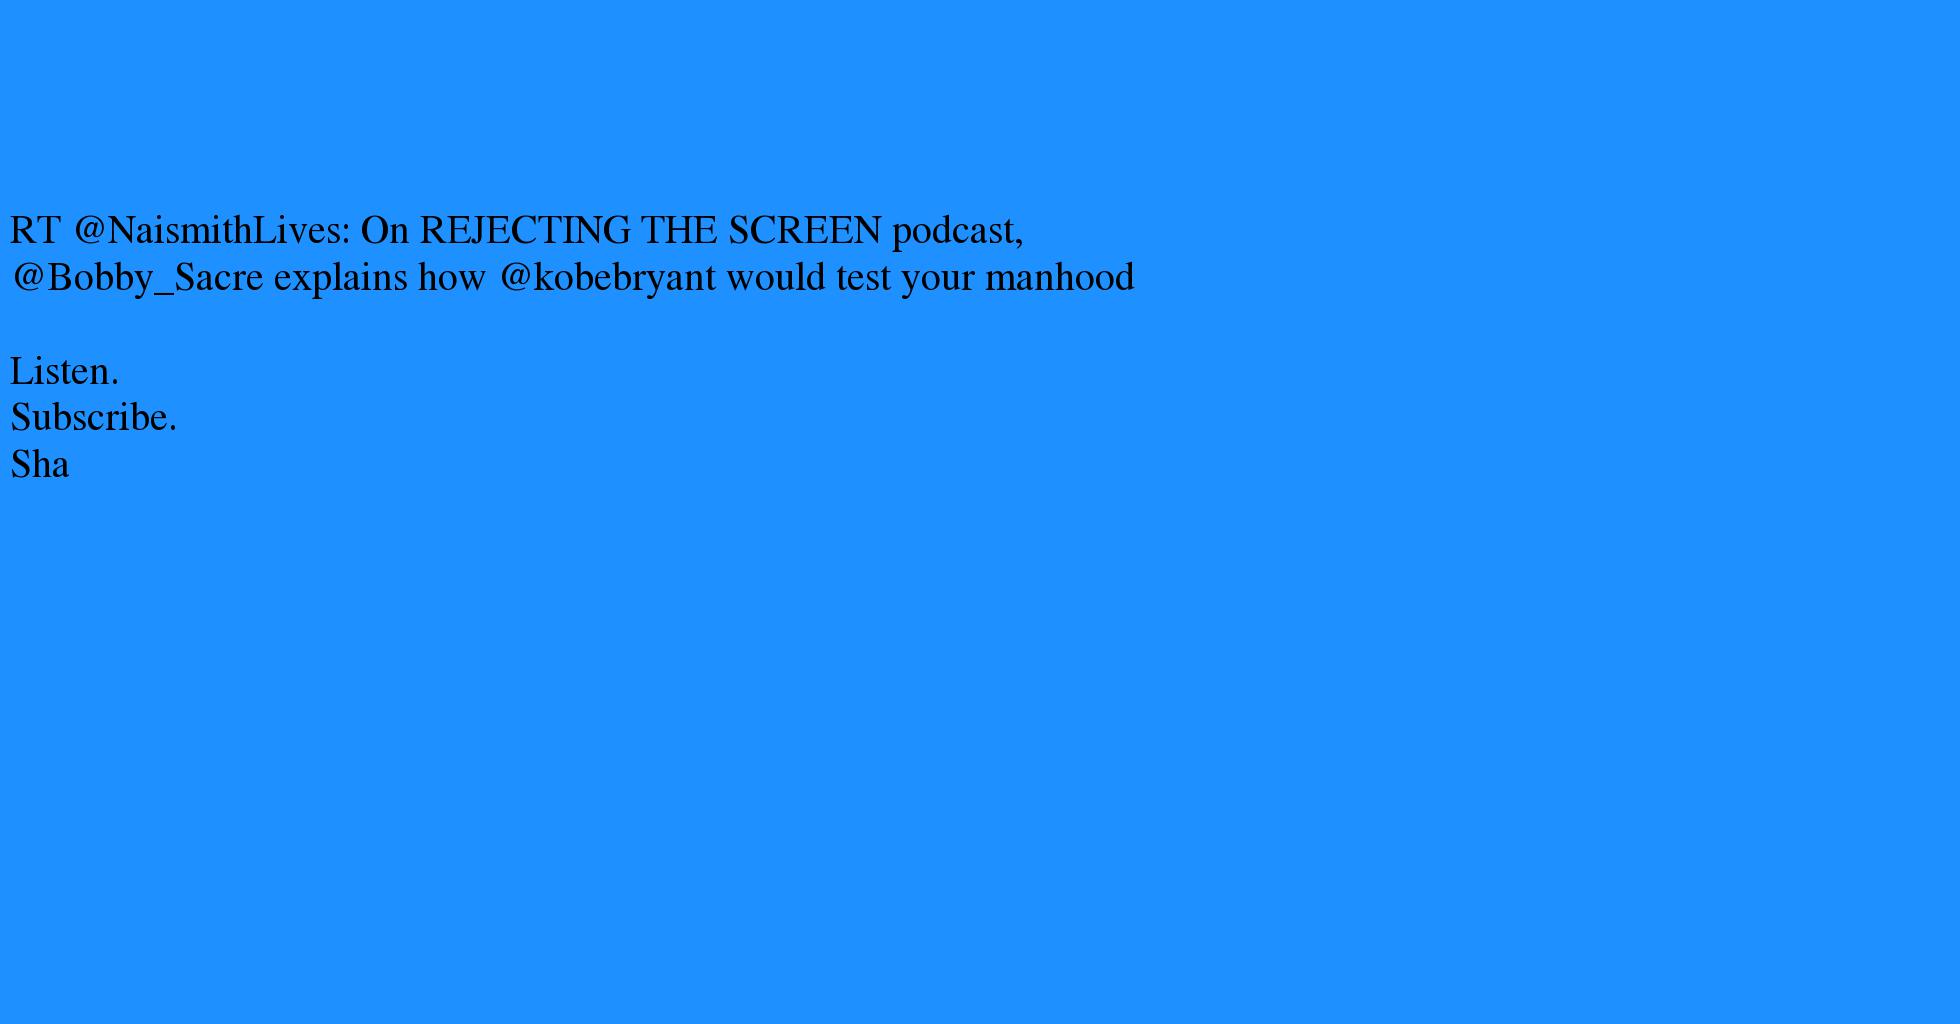 RT @NaismithLives: On REJECTING THE SCREEN podcast,
@Bobby_Sacre explains how @kobebryant would test your manhood

Listen.
Subscribe.
Sha